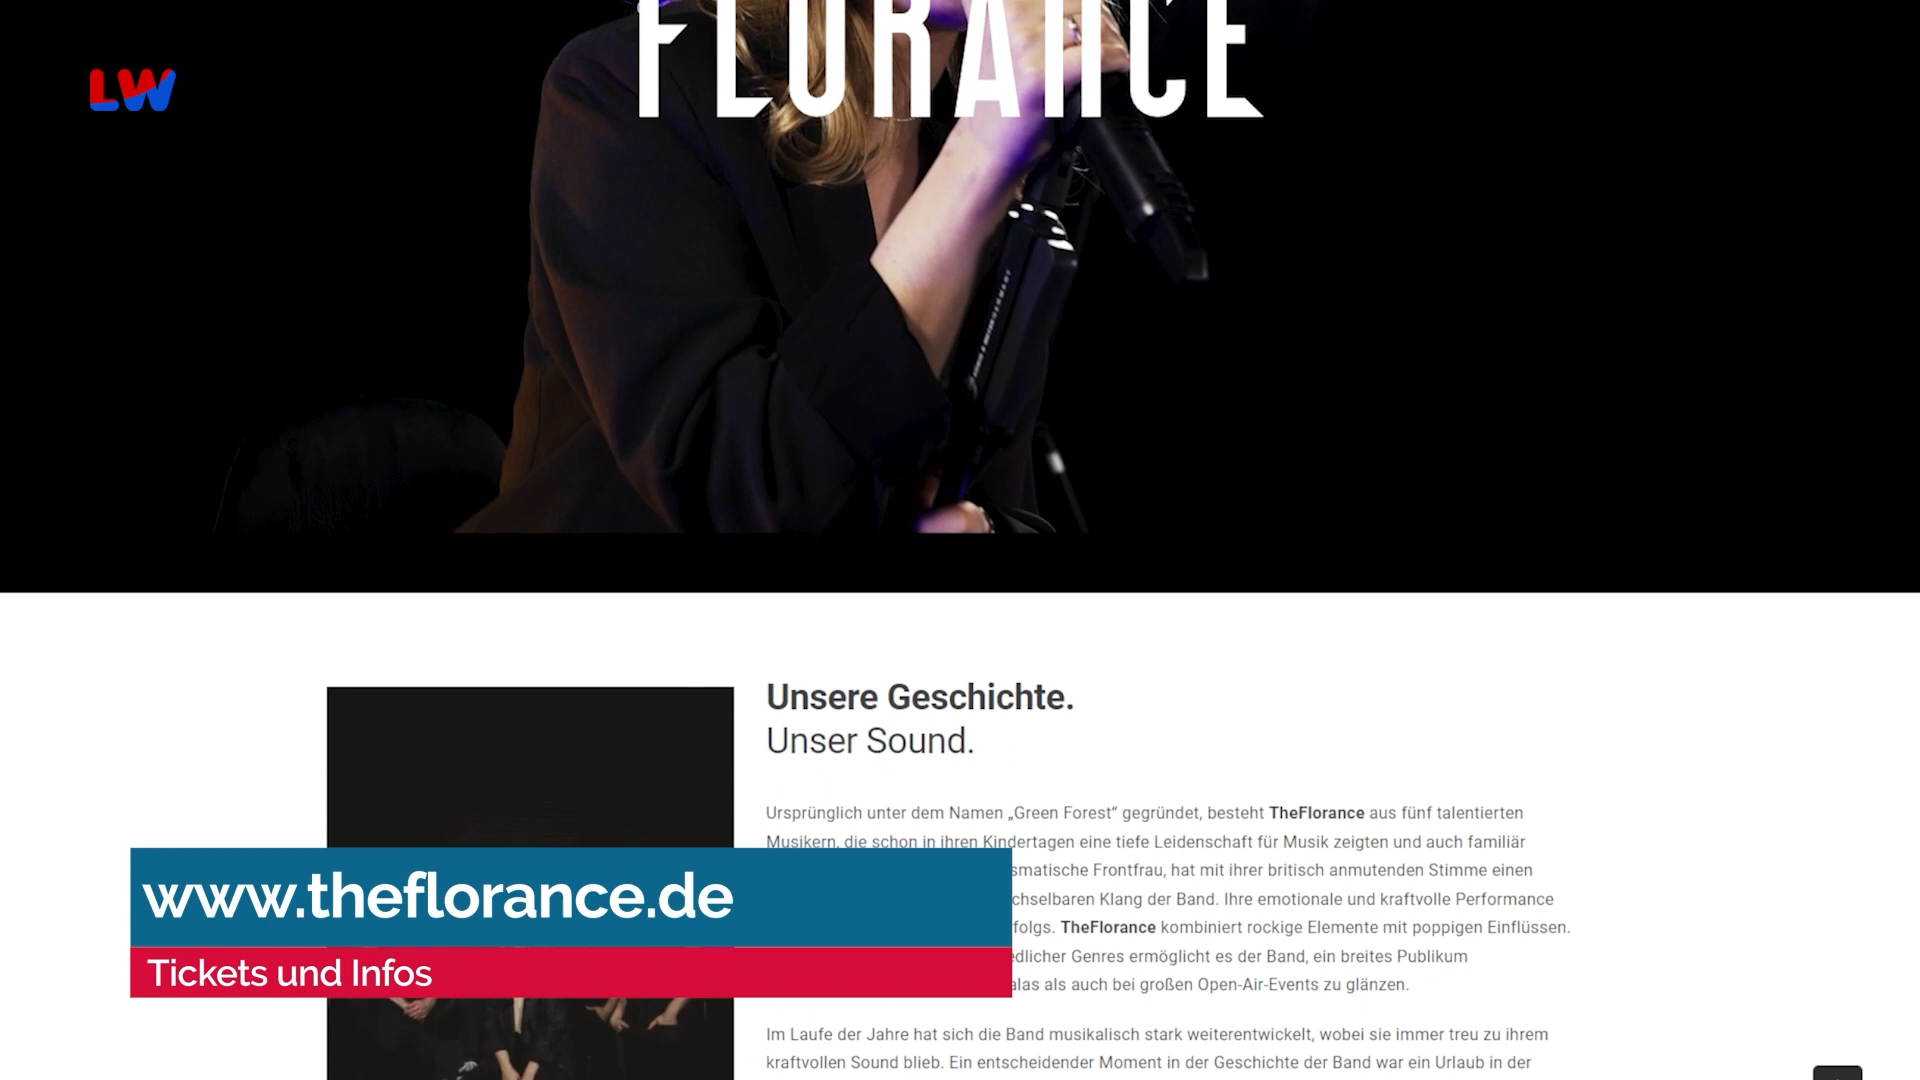 FLORANCE
LW
Unsere Geschichte.
Unser Sound.
Ursprünglich unter dem Namen „Green Forest“ gegründet, besteht TheFlorance aus fünf talentierten
Musikern, die schon in ihren Kindertagen eine tiefe Leidenschaft für Musik zeigten und auch familiär
smatische Frontfrau, hat mit ihrer britisch anmutenden Stimme einen
chselbaren Klang der Band. Ihre emotionale und kraftvolle Performance
folgs. TheFlorance kombiniert rockige Elemente mit poppigen Einflüssen.
edlicher Genres ermöglicht es der Band, ein breites Publikum
alas als auch bei großen Open-Air-Events zu glänzen.
Im Laufe der Jahre hat sich die Band musikalisch stark weiterentwickelt, wobei sie immer treu zu ihrem
kraftvollen Sound blieb. Ein entscheidender Moment in der Geschichte der Band war ein Urlaub in der
www.theflorance.de
Tickets und Infos